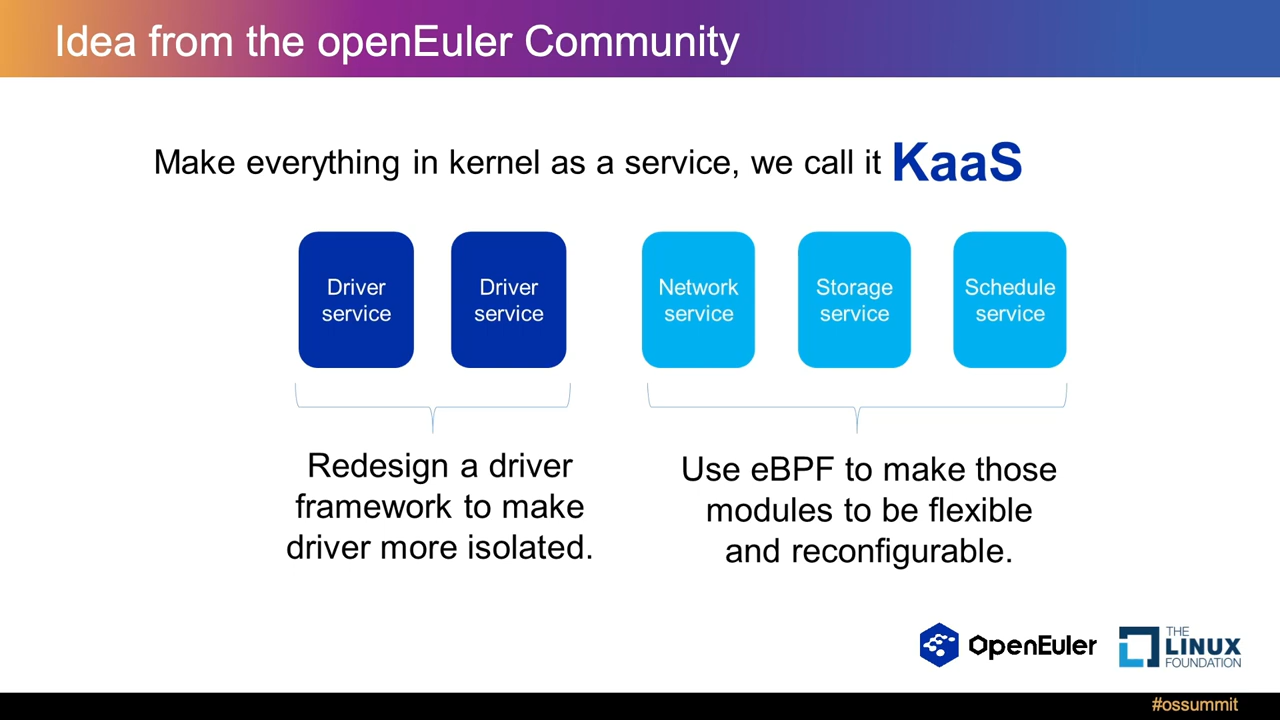 Idea from the openEuler Community
Make everything in kernel as a service, we call it KaaS
Driver
service
Driver
service
Network
service
Storage
service
Schedule
service
Redesign a driver
framework to make
driver more isolated.
Use eBPF to make those
modules to be flexible
and reconfigurable.
OpenEuler
THE
LINUX
FOUNDATION
#ossummit